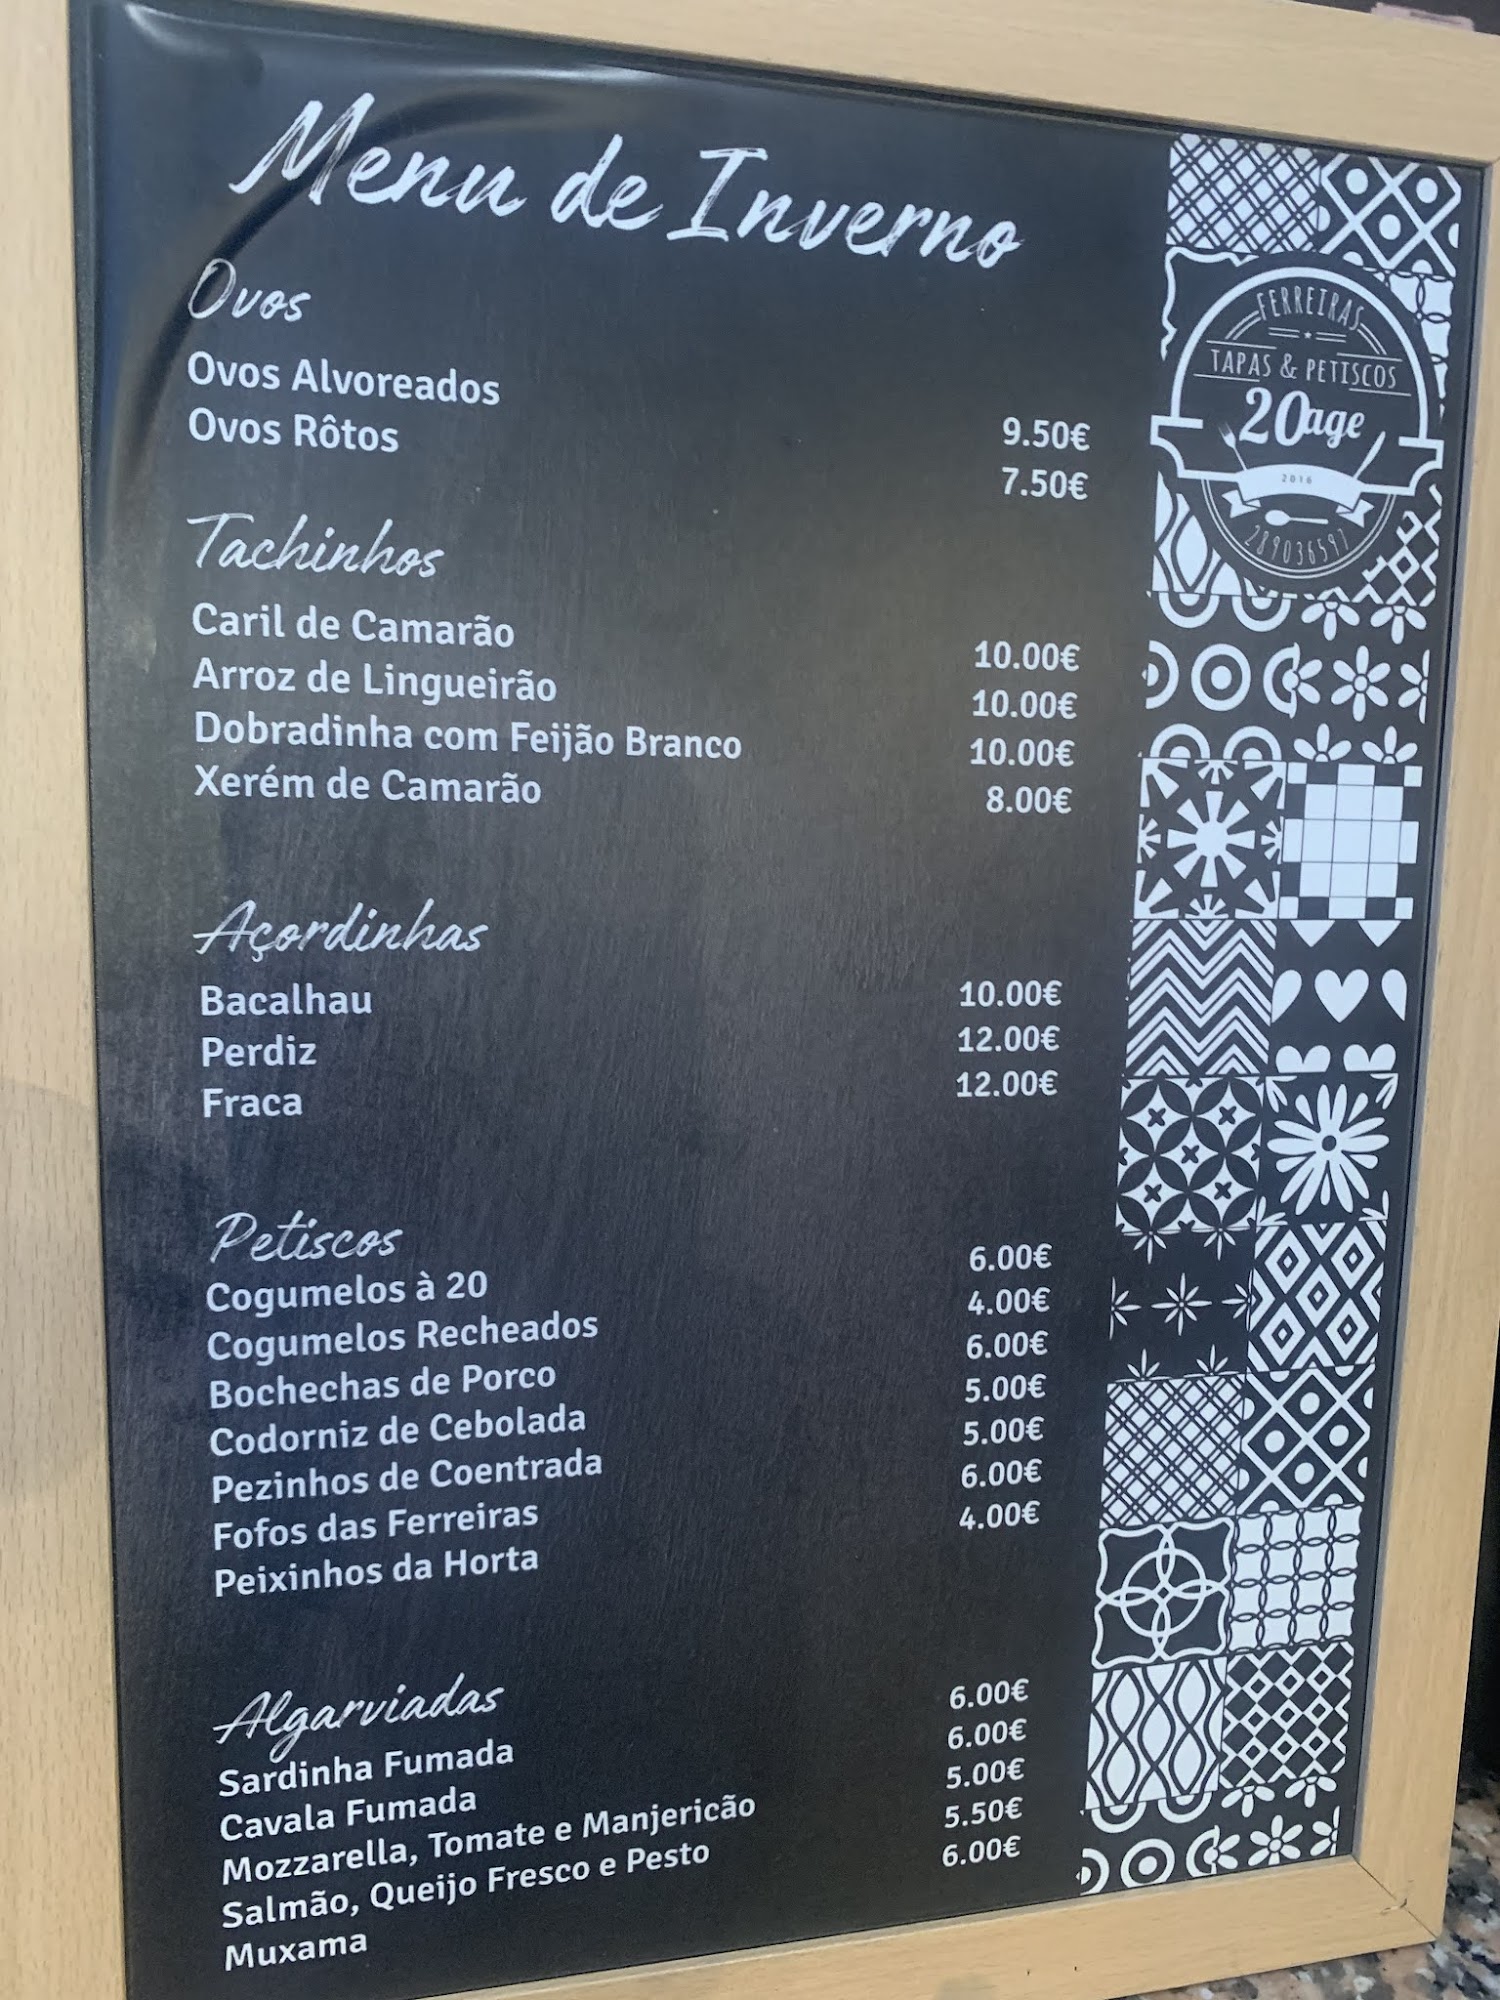 Menu de Inverno
Ovos
Ovos Alvoreados 9.50€
Ovos Rôtos 7.50€
Tachinhos
Caril de Camarão 10.00€
Arroz de Lingueirão 10.00€
Dobradinha com Feijão Branco 10.00€
Xerém de Camarão 8.00€
Açordinhas
Bacalhau 10.00€
Perdiz 12.00€
Fraca 12.00€
Petiscos
Cogumelos à 20 6.00€
Cogumelos Recheados 4.00€
Bochechas de Porco 6.00€
Codorniz de Cebolada 5.00€
Pezinhos de Coentrada 5.00€
Fofos das Ferreiras 6.00€
Peixinhos da Horta 4.00€
Algarviadas
Sardinha Fumada 6.00€
Cavala Fumada 6.00€
Mozzarella, Tomate e Manjericão 5.00€
Salmão, Queijo Fresco e Pesto 5.50€
Muxama 6.00€
FERREIRAS
TAPAS & PETISCOS
20age
2016
289036597